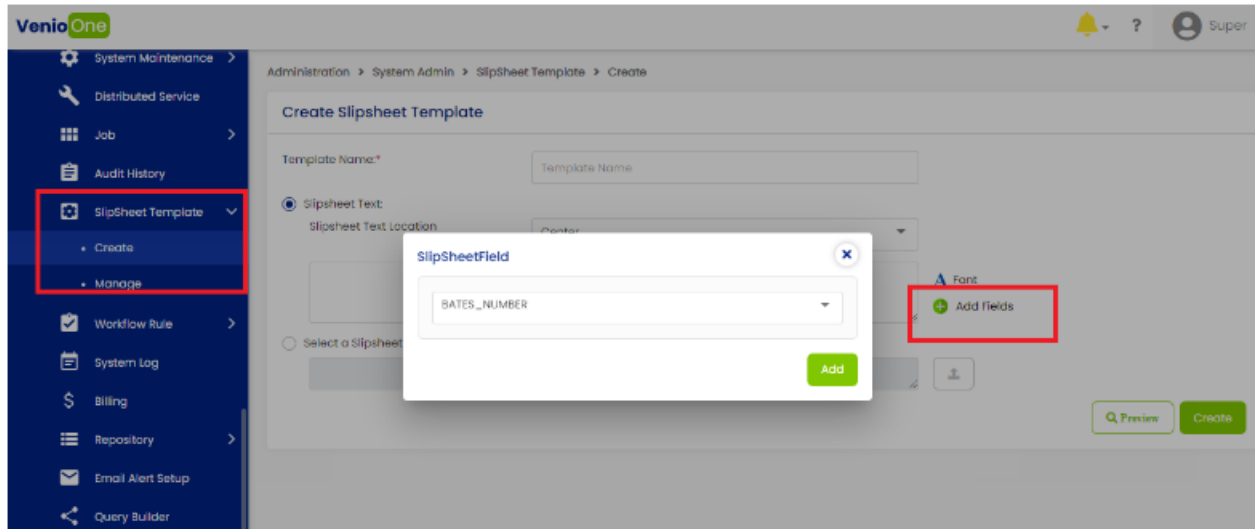 VenioOne
? Super
System Maintenance >
Distributed Service
Job >
Audit History
SlipSheet Template
• Create
• Manage
Workflow Rule >
System Log
$ Billing
Repository >
Email Alert Setup
Query Builder
Administration > System Admin > SlipSheet Template > Create
Create Slipsheet Template
Template Name:*
Template Name
Slipsheet Text:
Slipsheet Text Location
Center
A Font
Add fields
Select a Slipsheet
SlipSheetField
BATES_NUMBER
Add
Preview
Create